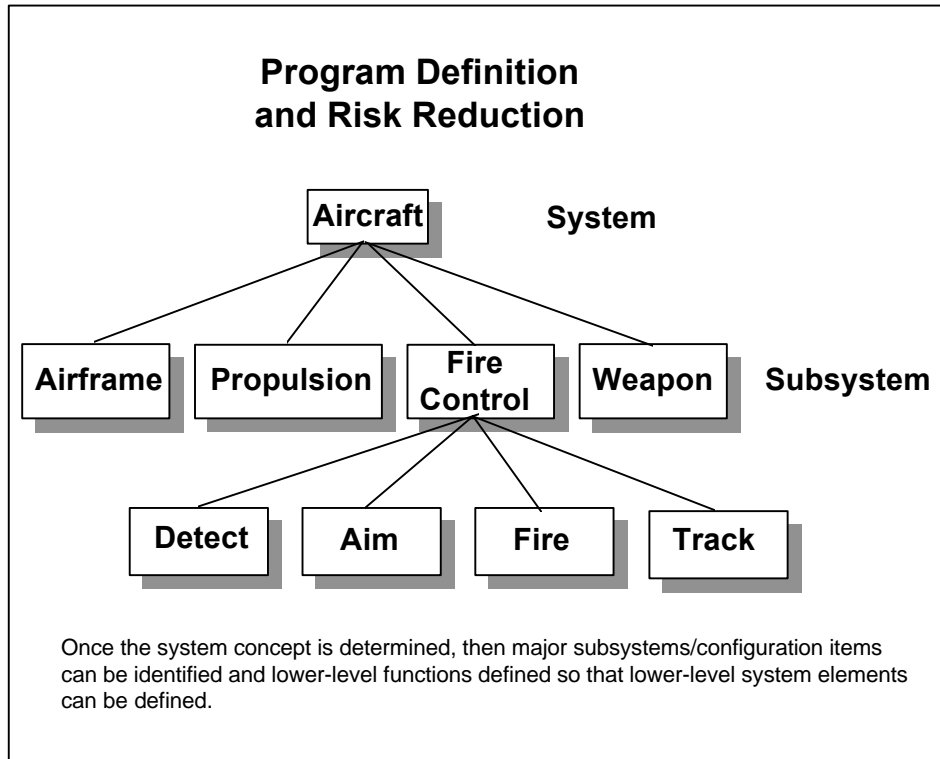 Program Definition
and Risk Reduction
Aircraft
System
Airframe
Propulsion
Fire
Control
Weapon
Subsystem
Detect
Aim
Fire
Track
Once the system concept is determined, then major subsystems/configuration items
can be identified and lower-level functions defined so that lower-level system elements
can be defined.